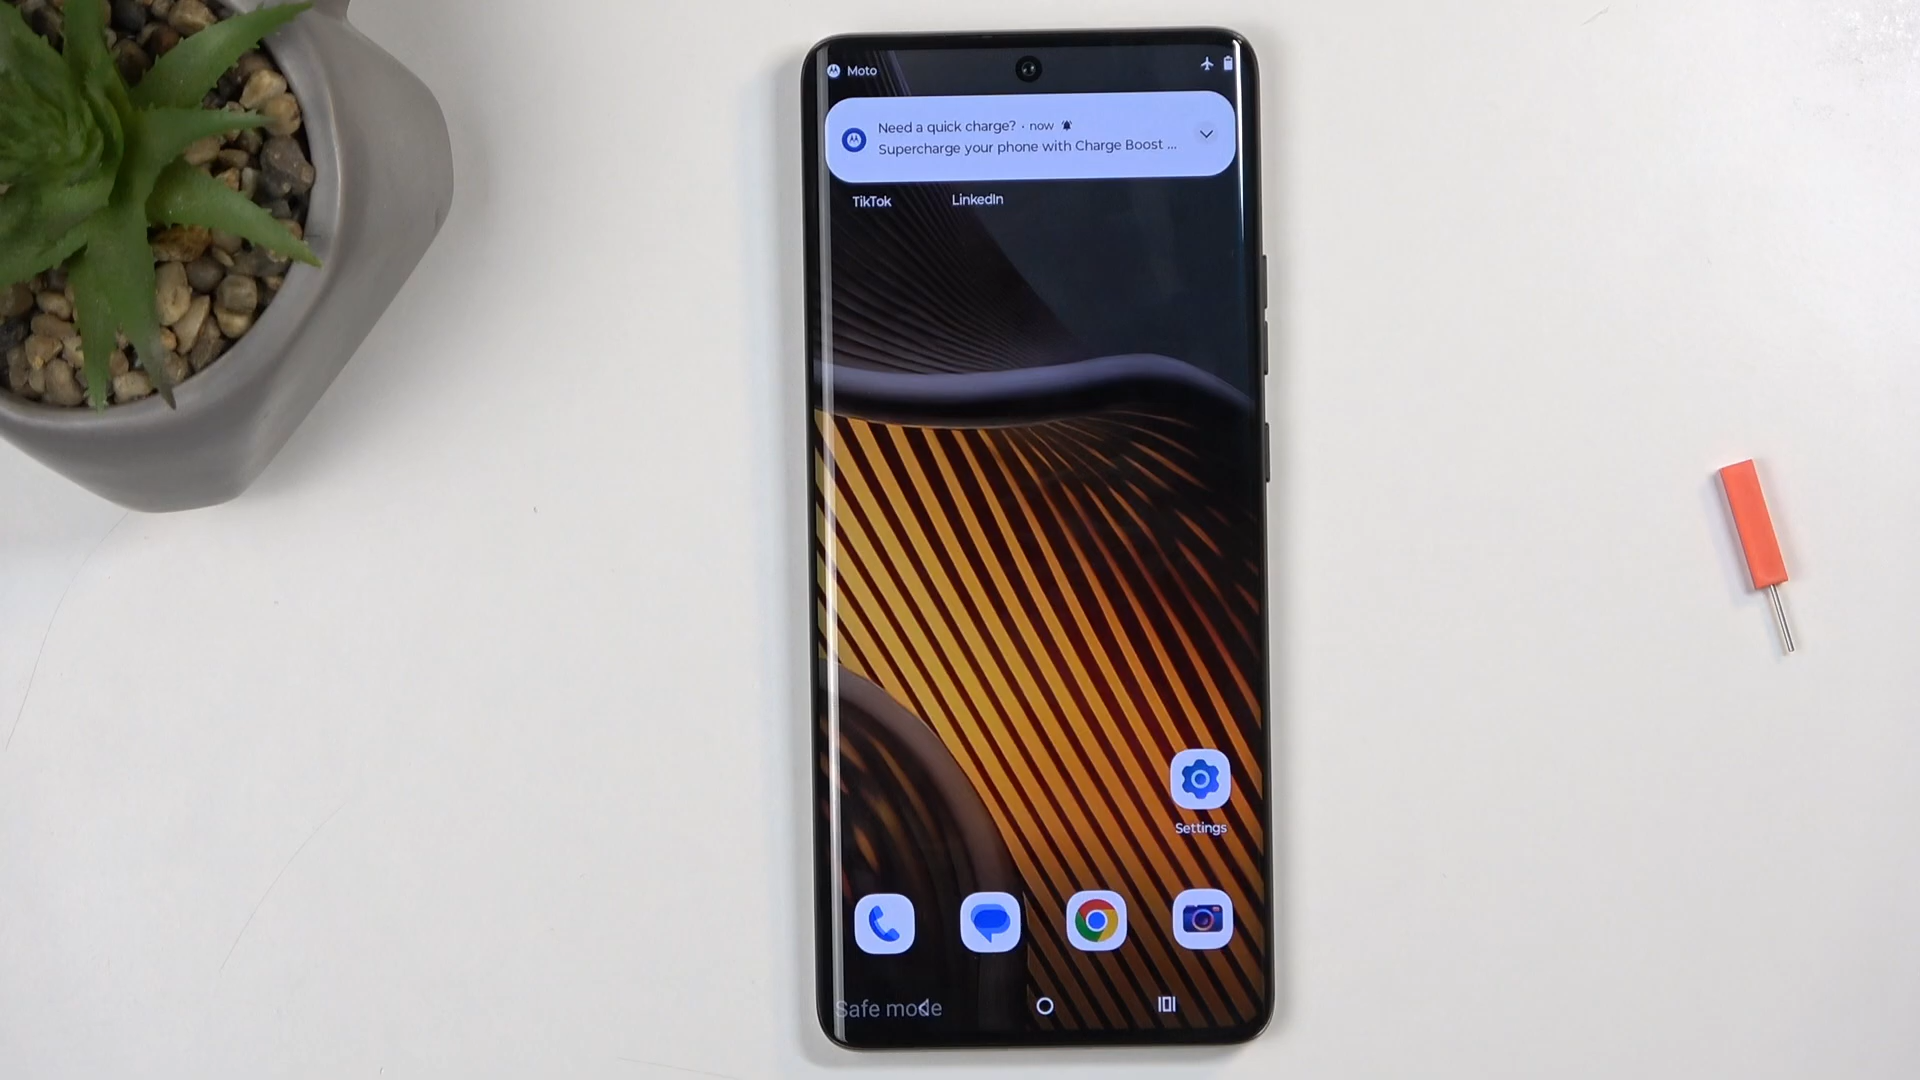 Moto
Need a quick charge? · now
Supercharge your phone with Charge Boost ...
TikTok
LinkedIn
Settings
Safe mode